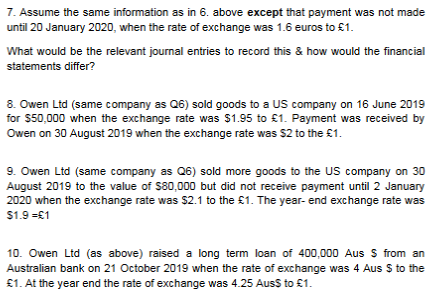 7. Assume the same information as in 6. above except that payment was not made
until 20 January 2020, when the rate of exchange was 1.6 euros to £1.
What would be the relevant journal entries to record this & how would the financial
statements differ?
8. Owen Ltd (same company as Q6) sold goods to a US company on 16 June 2019
for $50,000 when the exchange rate was $1.95 to £1. Payment was received by
Owen on 30 August 2019 when the exchange rate was $2 to the £1.
9. Owen Ltd (same company as Q6) sold more goods to the US company on 30
August 2019 to the value of $80,000 but did not receive payment until 2 January
2020 when the exchange rate was $2.1 to the £1. The year- end exchange rate was
$1.9 =£1
10. Owen Ltd (as above) raised a long term loan of 400,000 Aus $ from an
Australian bank on 21 October 2019 when the rate of exchange was 4 Aus $ to the
£1. At the year end the rate of exchange was 4.25 Aus$ to £1.